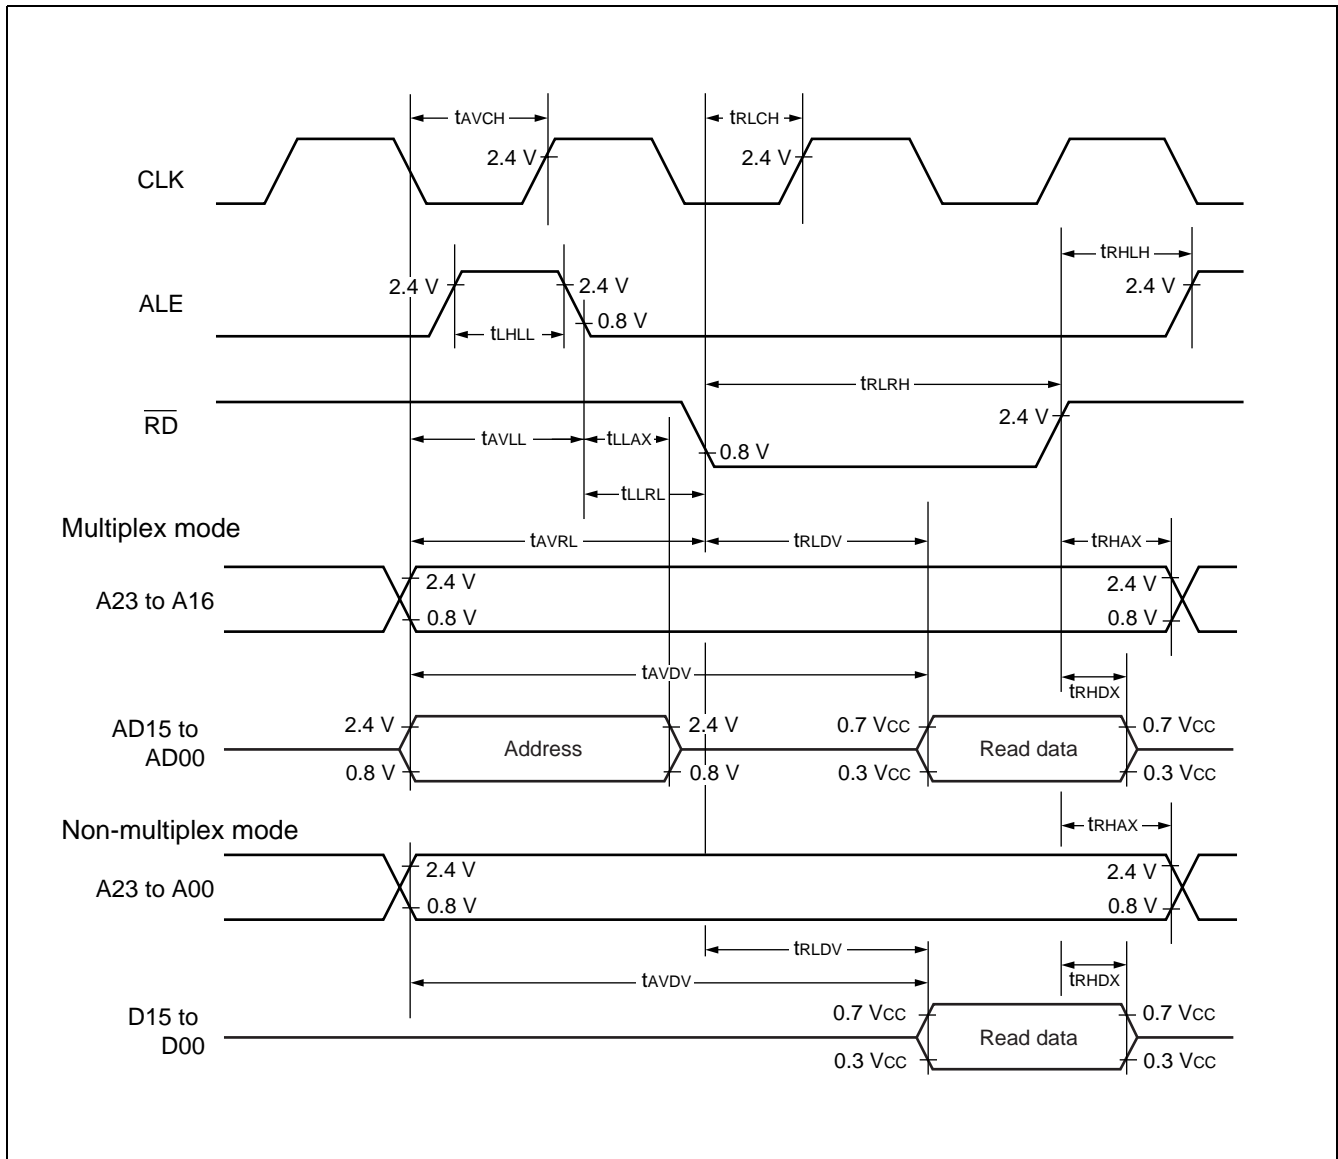 tAVCH
tRLCH
2.4 V
2.4 V
CLK
tRHLH
2.4 V
2.4 V
2.4 V
ALE
0.8 V
tLHLL
tRLRH
2.4 V
RD
tAVLL
tLLAX
0.8 V
tLLRL
Multiplex mode
tAVRL
tRLDV
tRHAX
2.4 V
2.4 V
A23 to A16
0.8 V
0.8 V
tAVDV
tRHDX
AD15 to
AD00
2.4 V
2.4 V
0.7 VCC
0.7 VCC
Address
Read data
0.8 V
0.8 V
0.3 VCC
0.3 VCC
Non-multiplex mode
tRHAX
2.4 V
2.4 V
A23 to A00
0.8 V
0.8 V
tRLDV
tAVDV
tRHDX
D15 to
D00
0.7 VCC
0.7 VCC
Read data
0.3 VCC
0.3 VCC